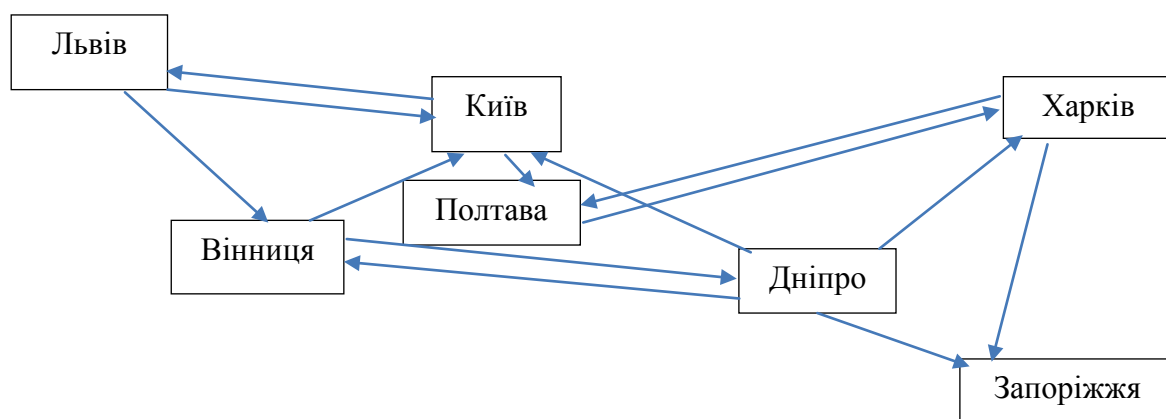 Львів
Київ
Харків
Полтава
Вінниця
Дніпро
Запоріжжя